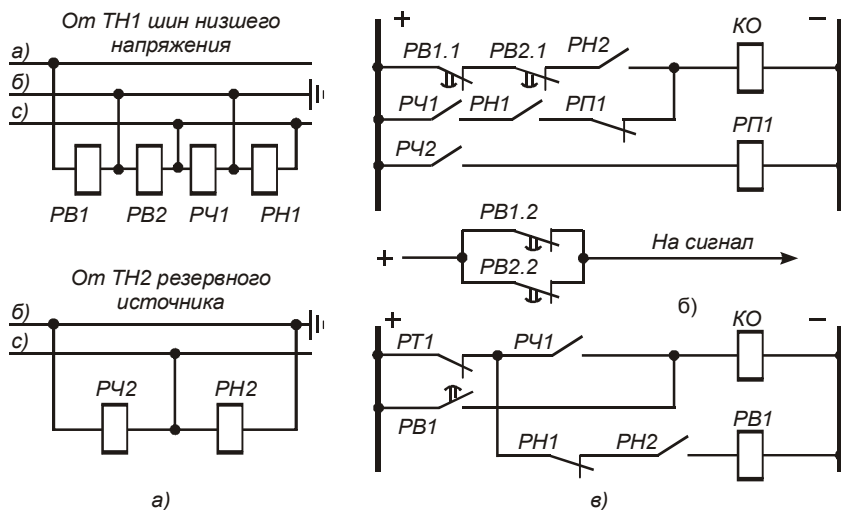 От ТН1 шин низшего
напряжения
а)
б)
с)
РВ1 РВ2 РЧ1 РН1
От ТН2 резервного
источника
б)
с)
РЧ2 РН2
а)
+ −
РВ1.1 РВ2.1 РН2 КО
РЧ1 РН1 РП1
РП1
РЧ2
РВ1.2
+ На сигнал
РВ2.2
б)
+ −
РТ1 РЧ1 КО
РВ1
РН1 РН2 РВ1
в)